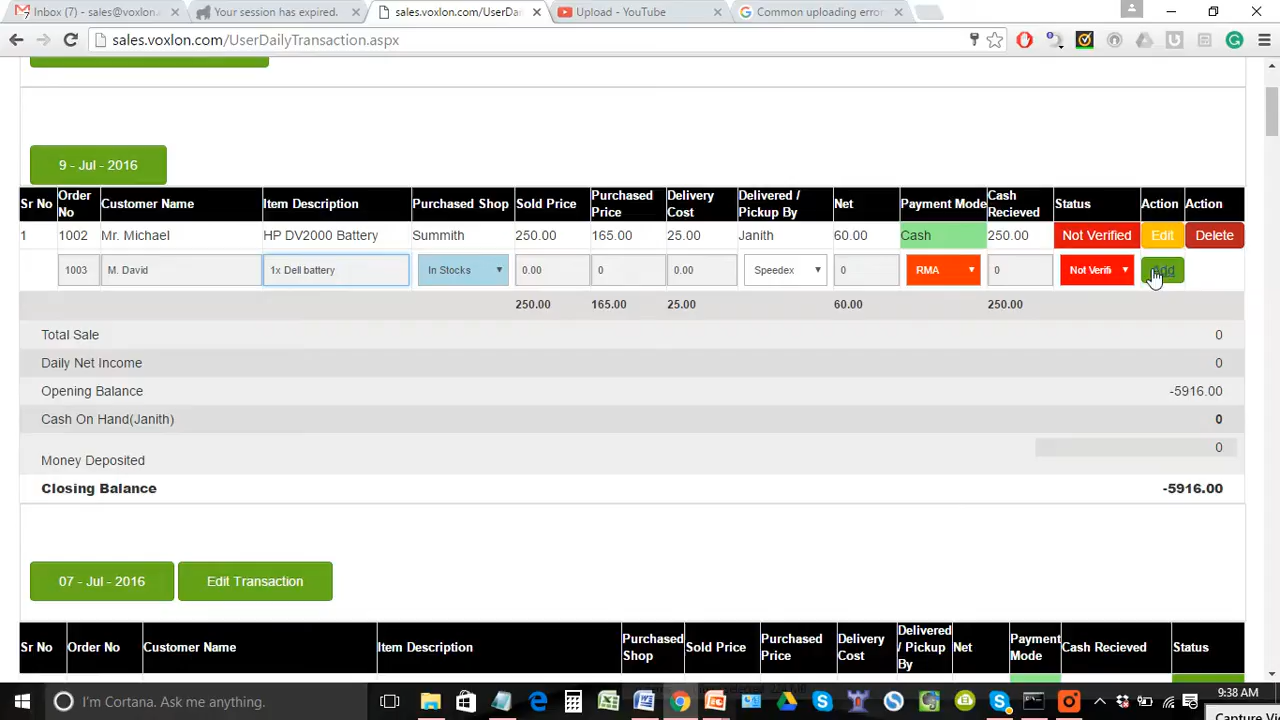 Inbox (7) - sales@voxlon.
Your session has expired.
sales.voxlon.com/UserDa
Upload - YouTube
Common uploading error
sales.voxlon.com/UserDailyTransaction.aspx
9 - Jul - 2016
Sr No Order No Customer Name Item Description Purchased Shop Sold Price Purchased Price Delivery Cost Delivered / Pickup By Net Payment Mode Cash Recieved Status Action Action
1 1002 Mr. Michael HP DV2000 Battery Summith 250.00 165.00 25.00 Janith 60.00 Cash 250.00 Not Verified Edit Delete
1003 M. David 1x Dell battery In Stocks 0.00 0 0.00 Speedex 0 RMA 0 Not Verifi Add
250.00 165.00 25.00 60.00 250.00
Total Sale 0
Daily Net Income 0
Opening Balance -5916.00
Cash On Hand(Janith) 0
0
Money Deposited
Closing Balance -5916.00
07 - Jul - 2016 Edit Transaction
Sr No Order No Customer Name Item Description Purchased Shop Sold Price Purchased Price Delivery Cost Delivered / Pickup By Net Payment Mode Cash Recieved Status
I'm Cortana. Ask me anything.
9:38 AM
Capture Vi